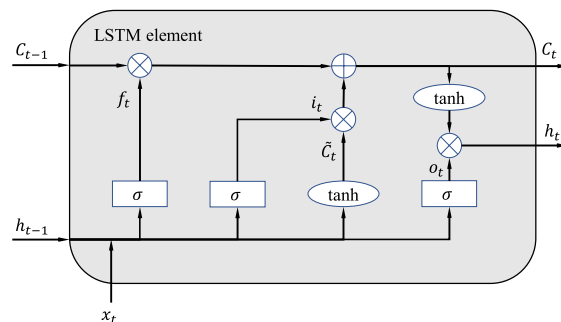 LSTM element
C_{t−1}
C_t
f_t
i_t
tanh
h_t
C̃_t
o_t
σ
σ
tanh
σ
h_{t−1}
x_t